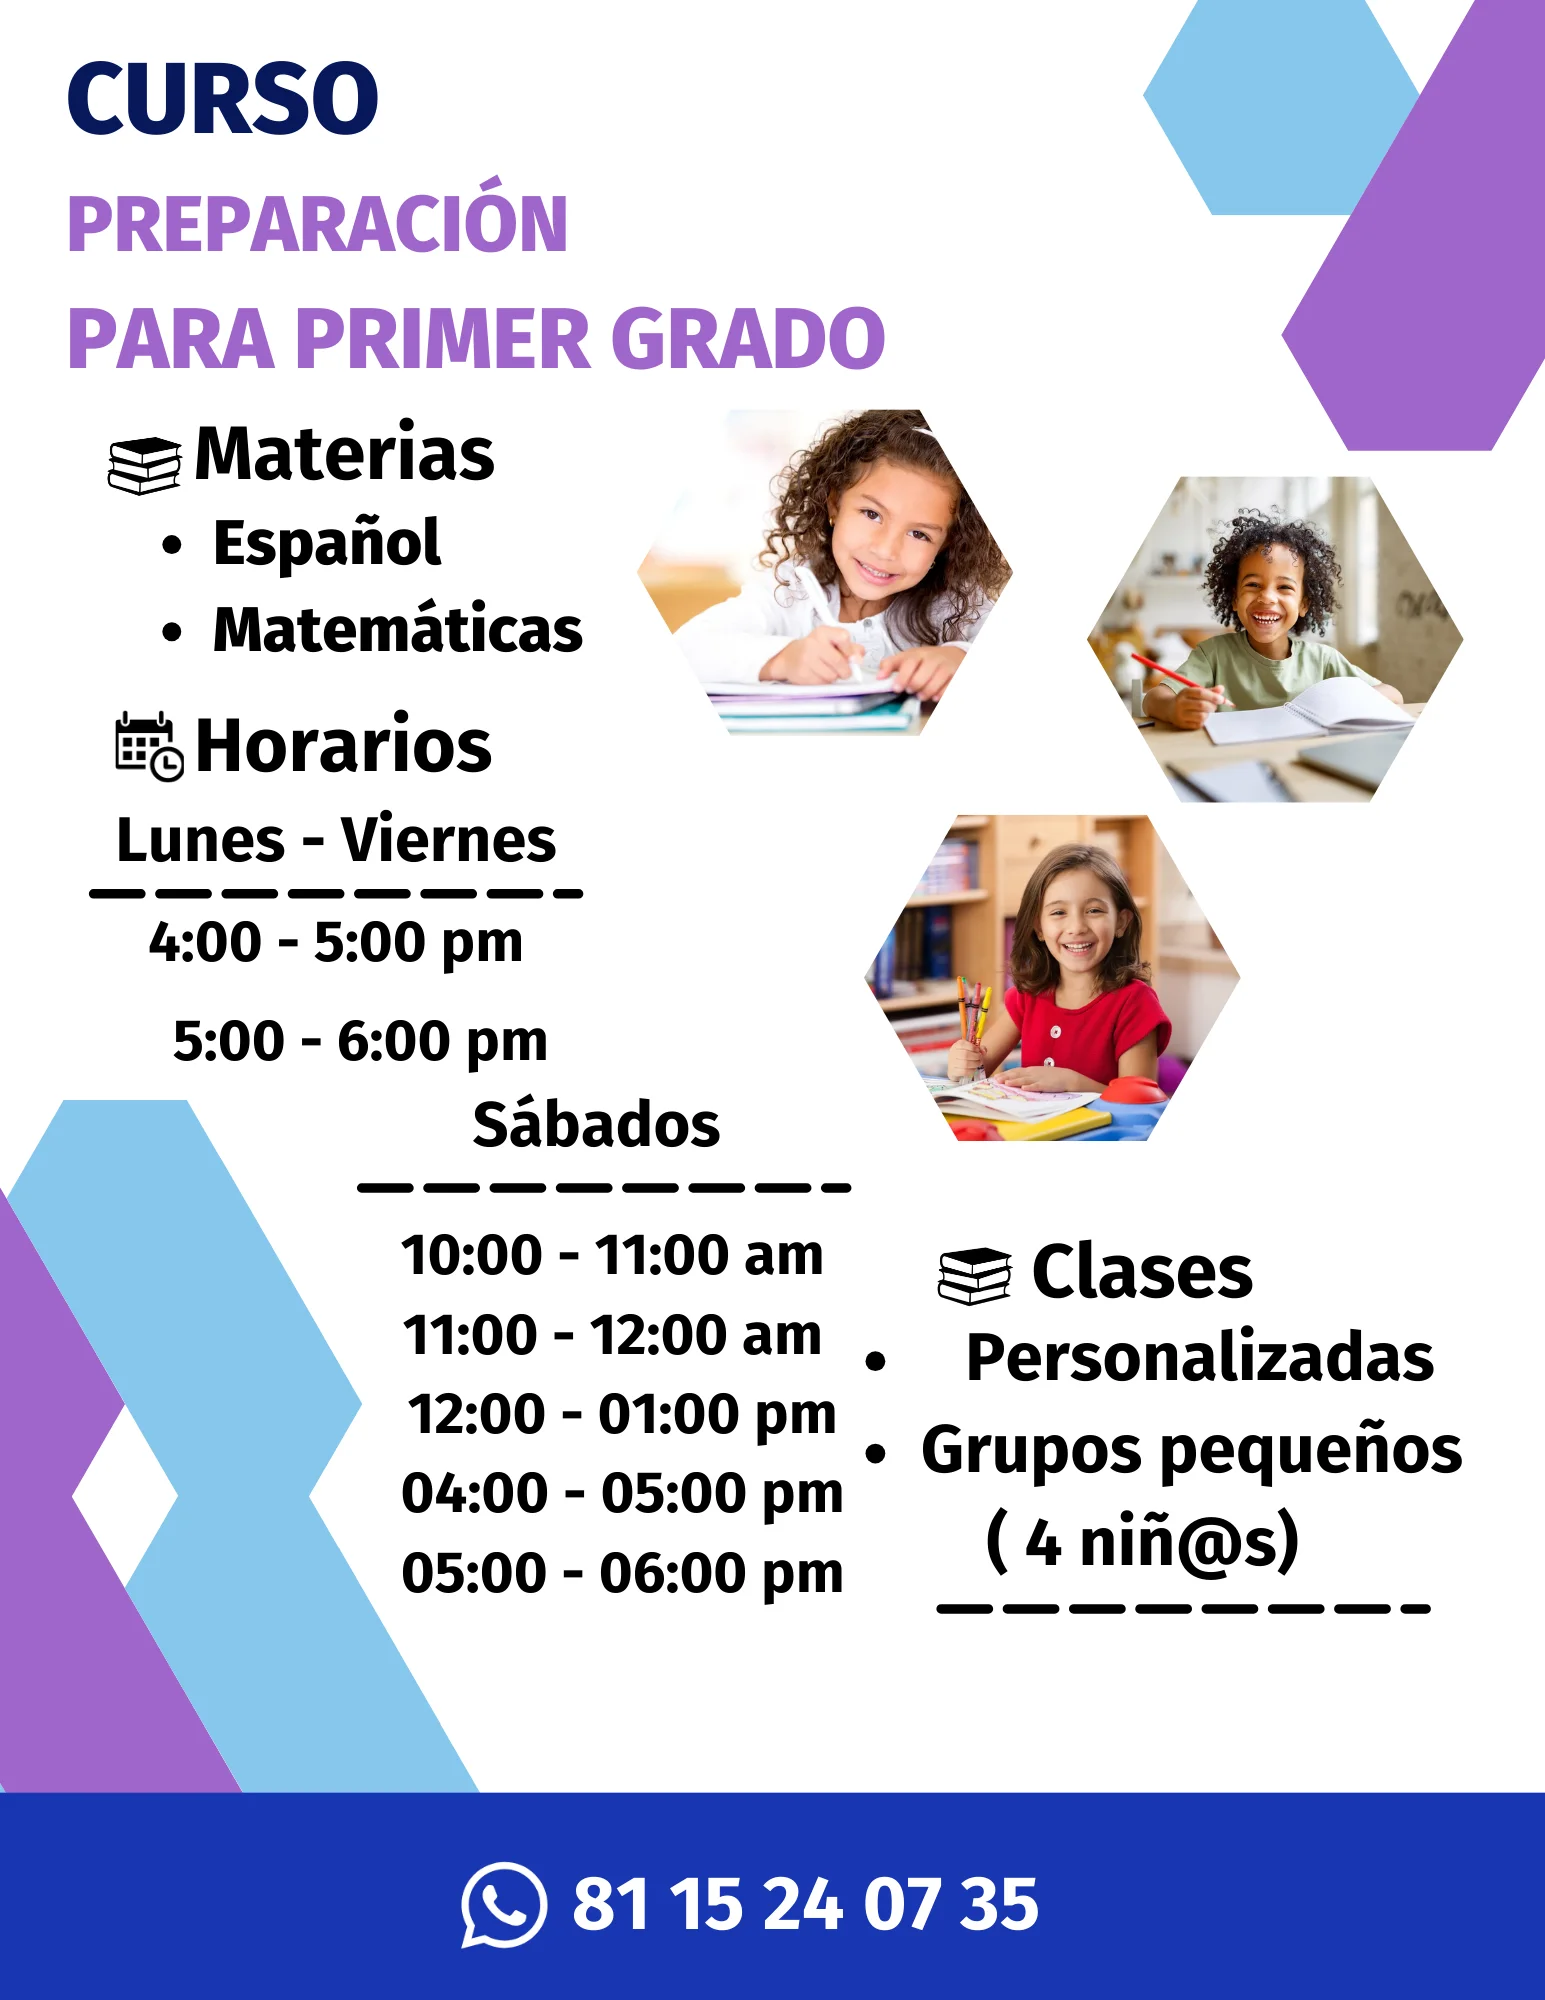 CURSO
PREPARACIÓN
PARA PRIMER GRADO
Materias
• Español
• Matemáticas
Horarios
Lunes - Viernes
4:00 - 5:00 pm
5:00 - 6:00 pm
Sábados
10:00 - 11:00 am
11:00 - 12:00 am
12:00 - 01:00 pm
04:00 - 05:00 pm
05:00 - 06:00 pm
Clases
• Personalizadas
• Grupos pequeños
( 4 niñ@s)
81 15 24 07 35